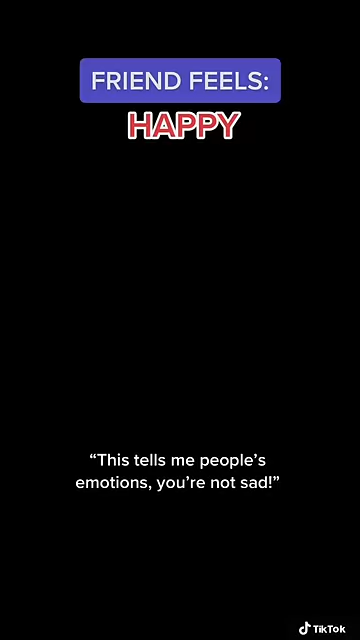 FRIEND FEELS:
HAPPY
“This tells me people’s
emotions, you’re not sad!”
TikTok